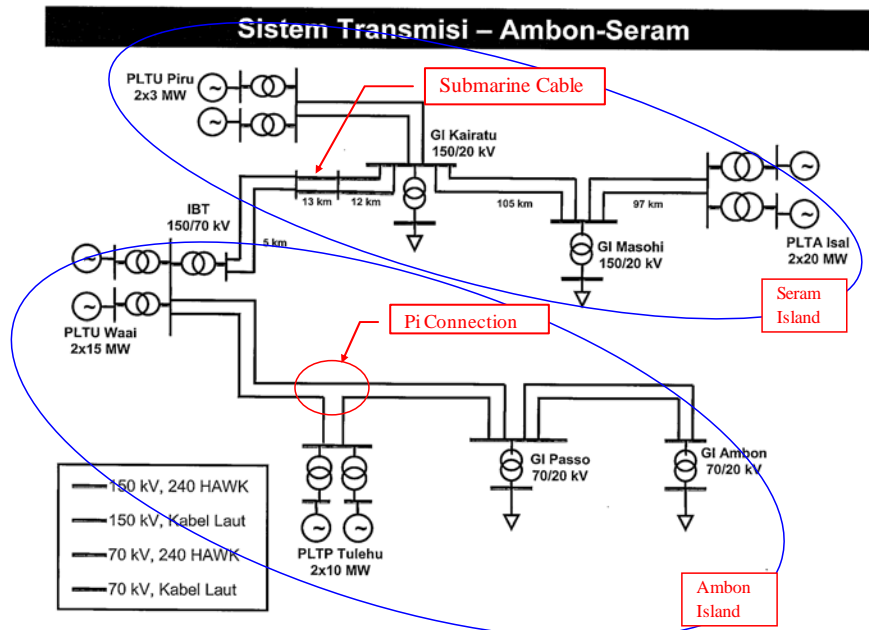 Sistem Transmisi – Ambon-Seram
PLTU Piru
2x3 MW
Submarine Cable
GI Kairatu
150/20 kV
IBT
150/70 kV
13 km
12 km
105 km
97 km
5 km
GI Masohi
150/20 kV
PLTA Isal
2x20 MW
Seram
Island
PLTU Waai
2x15 MW
Pi Connection
GI Passo
70/20 kV
GI Ambon
70/20 kV
PLTP Tulehu
2x10 MW
150 kV, 240 HAWK
150 kV, Kabel Laut
70 kV, 240 HAWK
70 kV, Kabel Laut
Ambon
Island